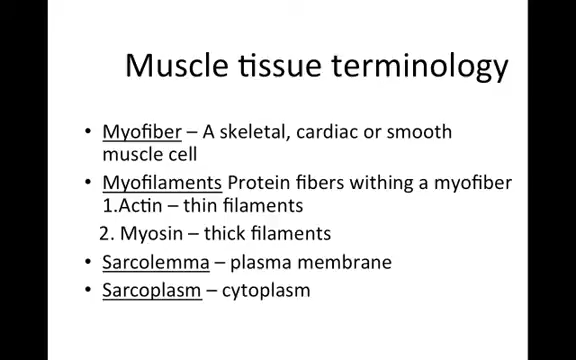 Muscle tissue terminology
• Myofiber – A skeletal, cardiac or smooth
muscle cell
• Myofilaments Protein fibers withing a myofiber
1.Actin – thin filaments
2. Myosin – thick filaments
• Sarcolemma – plasma membrane
• Sarcoplasm – cytoplasm